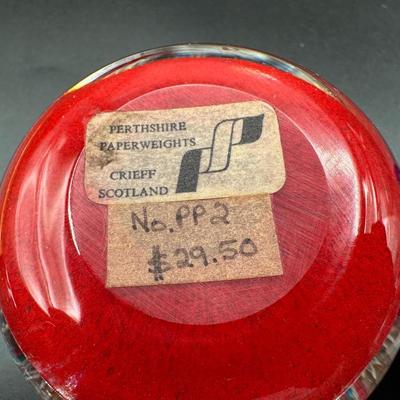 PERTHSHIRE
PAPERWEIGHTS
CRIEFF
SCOTLAND
No. PP2
$29.50